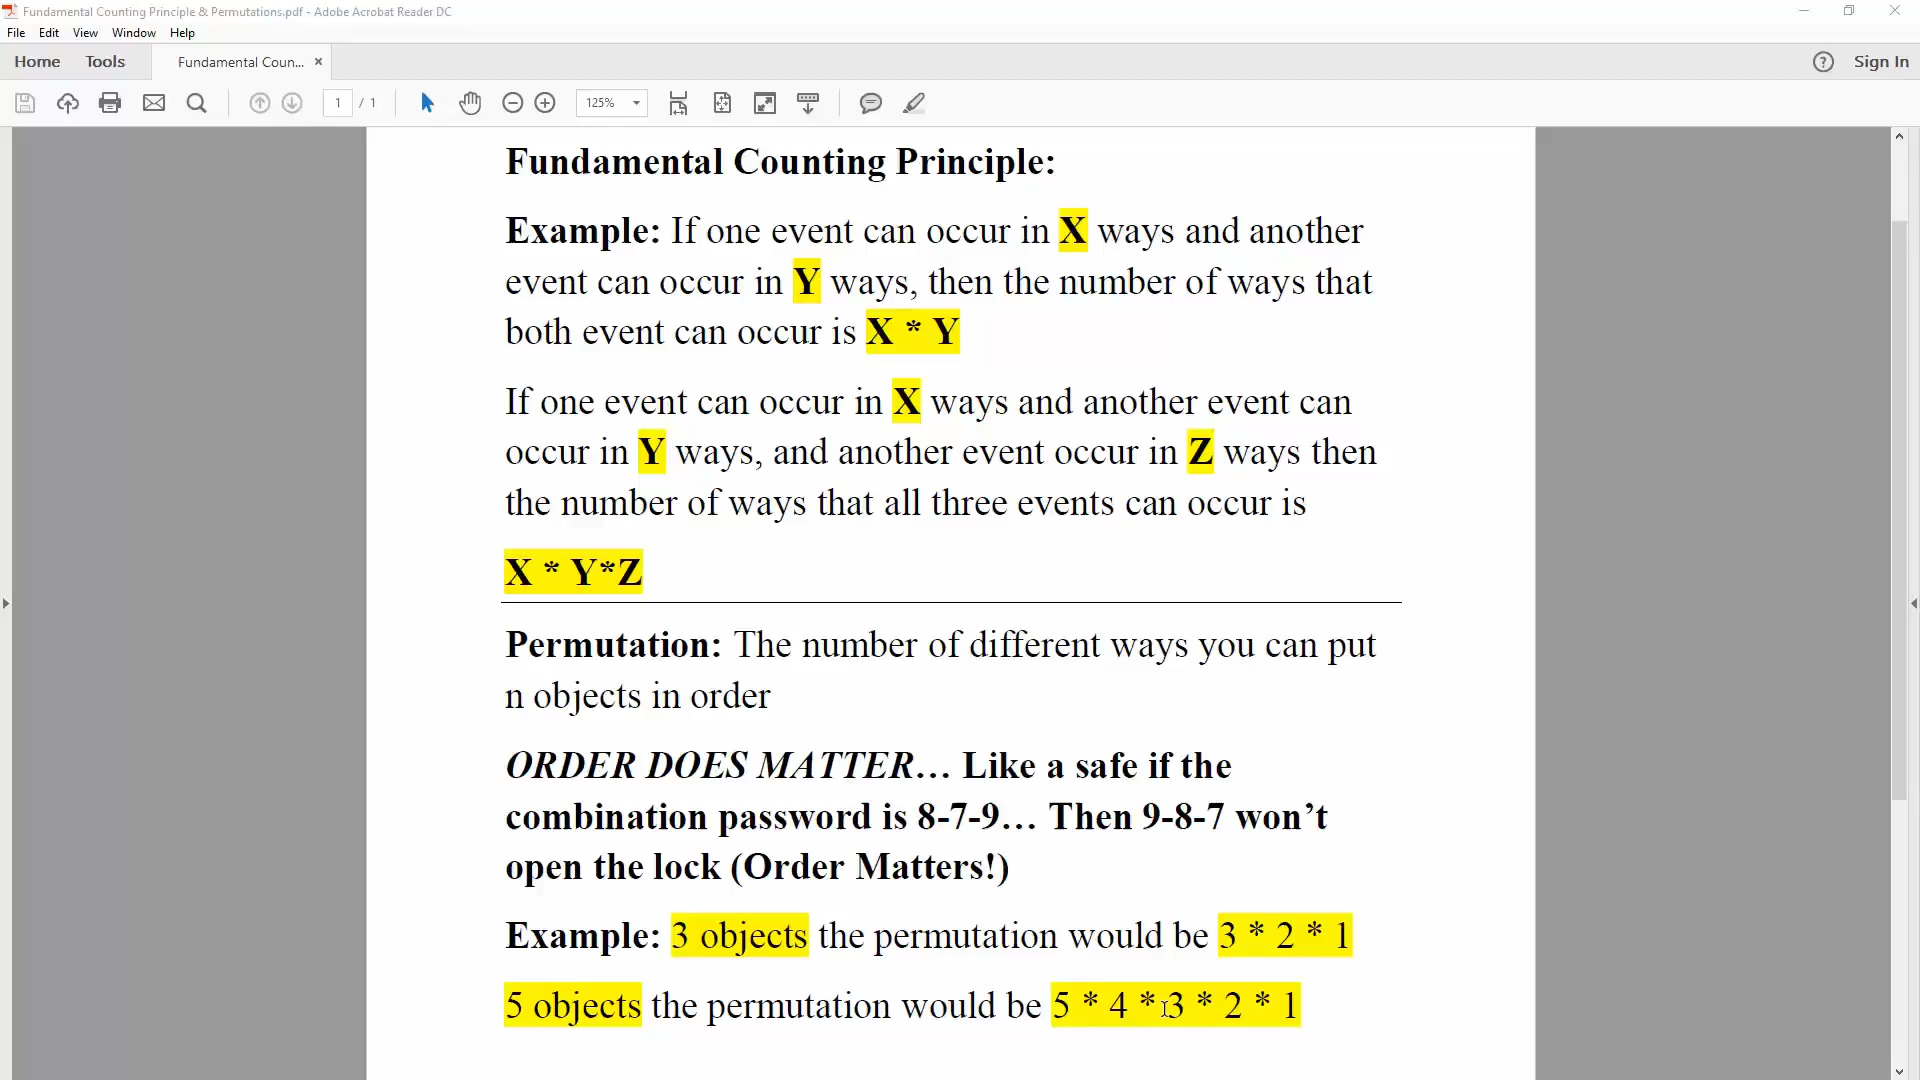 Fundamental Counting Principle & Permutations.pdf - Adobe Acrobat Reader DC
File Edit View Window Help
Home Tools Fundamental Coun... × Sign In
1 / 1 125%
Fundamental Counting Principle:
Example: If one event can occur in X ways and another
event can occur in Y ways, then the number of ways that
both event can occur is X * Y
If one event can occur in X ways and another event can
occur in Y ways, and another event occur in Z ways then
the number of ways that all three events can occur is
X * Y*Z
Permutation: The number of different ways you can put
n objects in order
ORDER DOES MATTER… Like a safe if the
combination password is 8-7-9… Then 9-8-7 won’t
open the lock (Order Matters!)
Example: 3 objects the permutation would be 3 * 2 * 1
5 objects the permutation would be 5 * 4 * 3 * 2 * 1